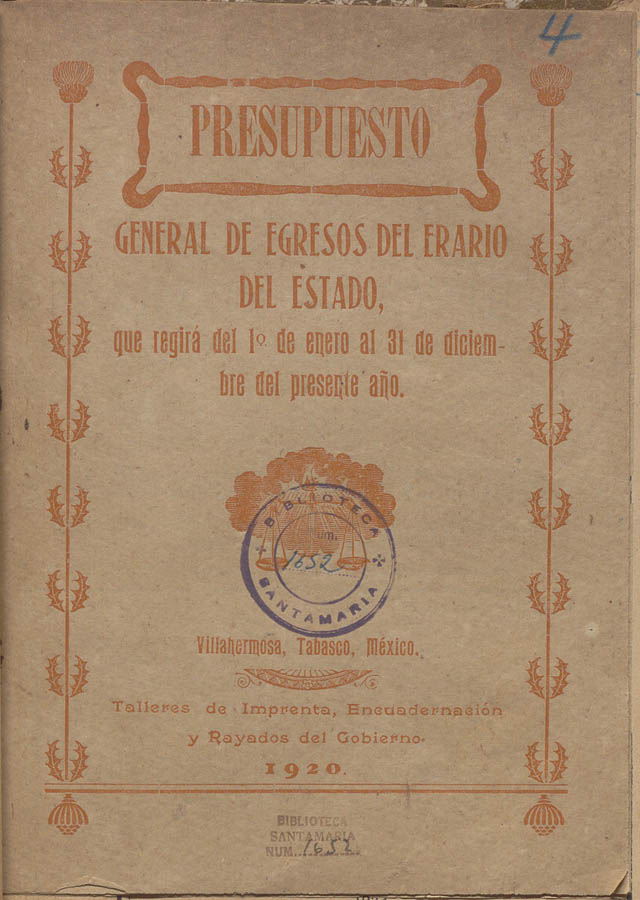 4
PRESUPUESTO
GENERAL DE EGRESOS DEL ERARIO
DEL ESTADO,
que regirá del 1º de enero al 31 de diciem-
bre del presente año.
BIBLIOTECA
Núm.
1652
SANTAMARIA
Villahermosa, Tabasco, México.
Talleres de Imprenta, Encuadernación
y Rayados del Gobierno.
1920.
BIBLIOTECA
SANTAMARIA
NUM. 1652